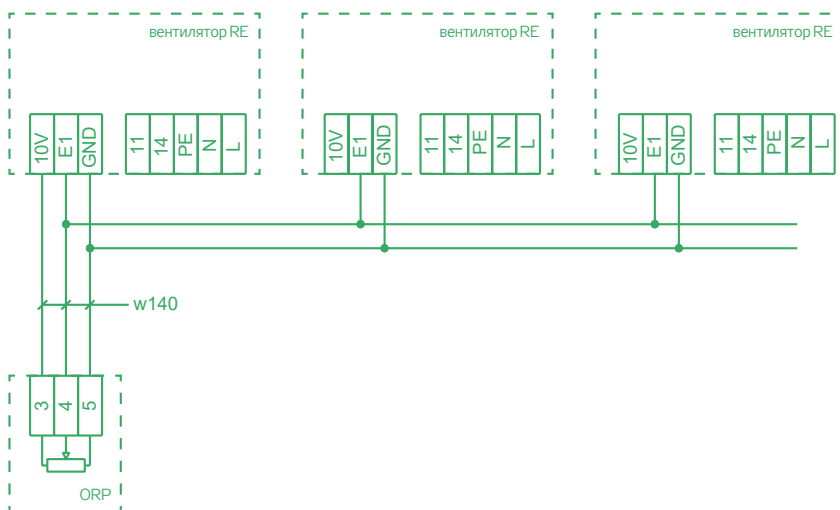 вентилятор RE
вентилятор RE
вентилятор RE
10V E1 GND 11 14 PE N L
10V E1 GND 11 14 PE N L
10V E1 GND 11 14 PE N L
w140
3 4 5
ORP